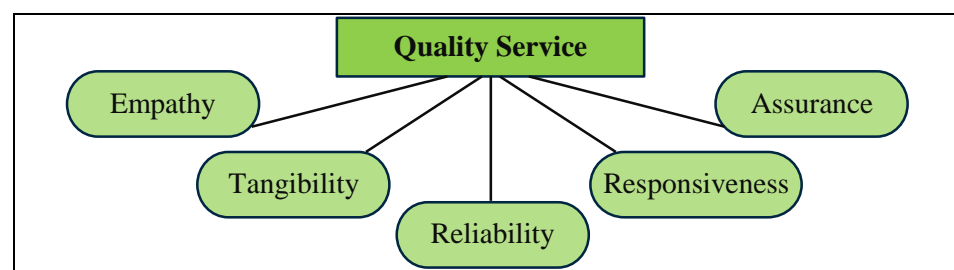 Quality Service
Empathy
Assurance
Tangibility
Responsiveness
Reliability